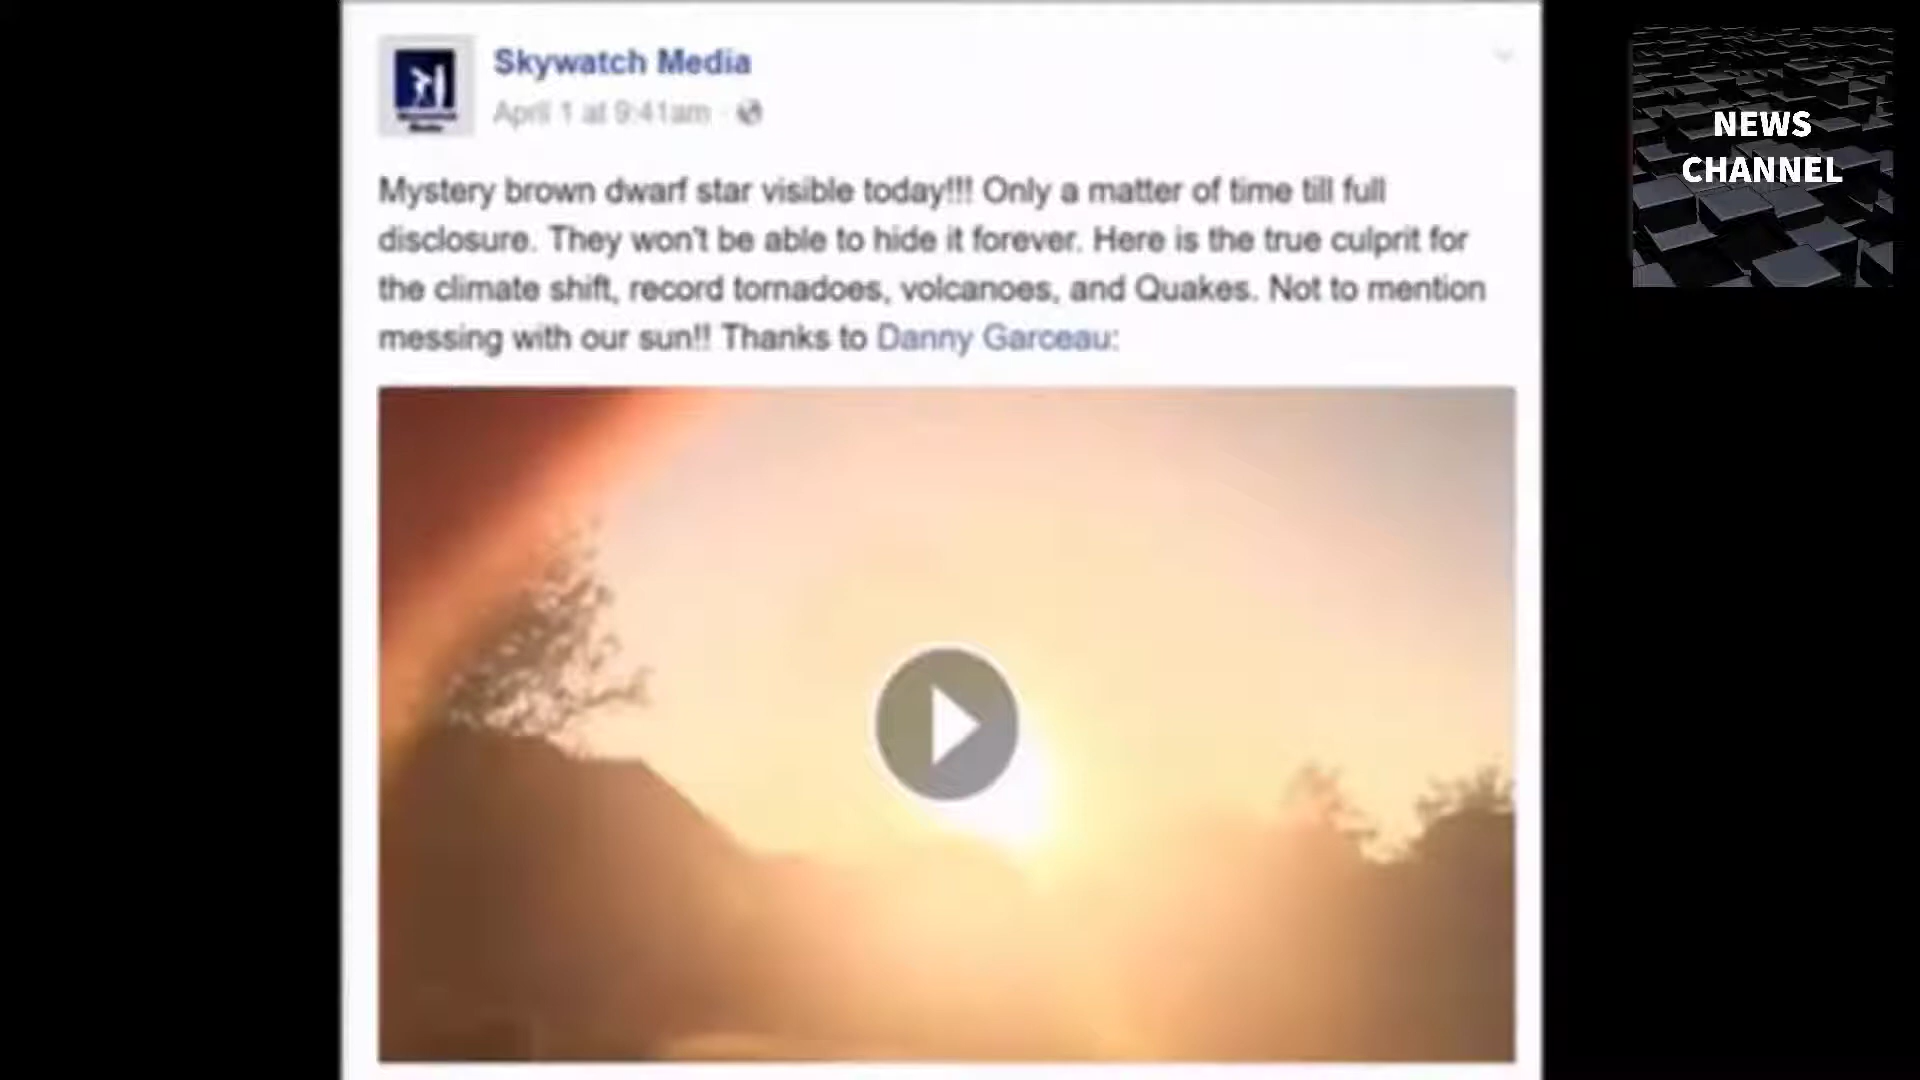 Skywatch Media
April 1 at 9:41am
Mystery brown dwarf star visible today!!! Only a matter of time till full
disclosure. They won't be able to hide it forever. Here is the true culprit for
the climate shift, record tornadoes, volcanoes, and Quakes. Not to mention
messing with our sun!! Thanks to Danny Garceau:
NEWS
CHANNEL